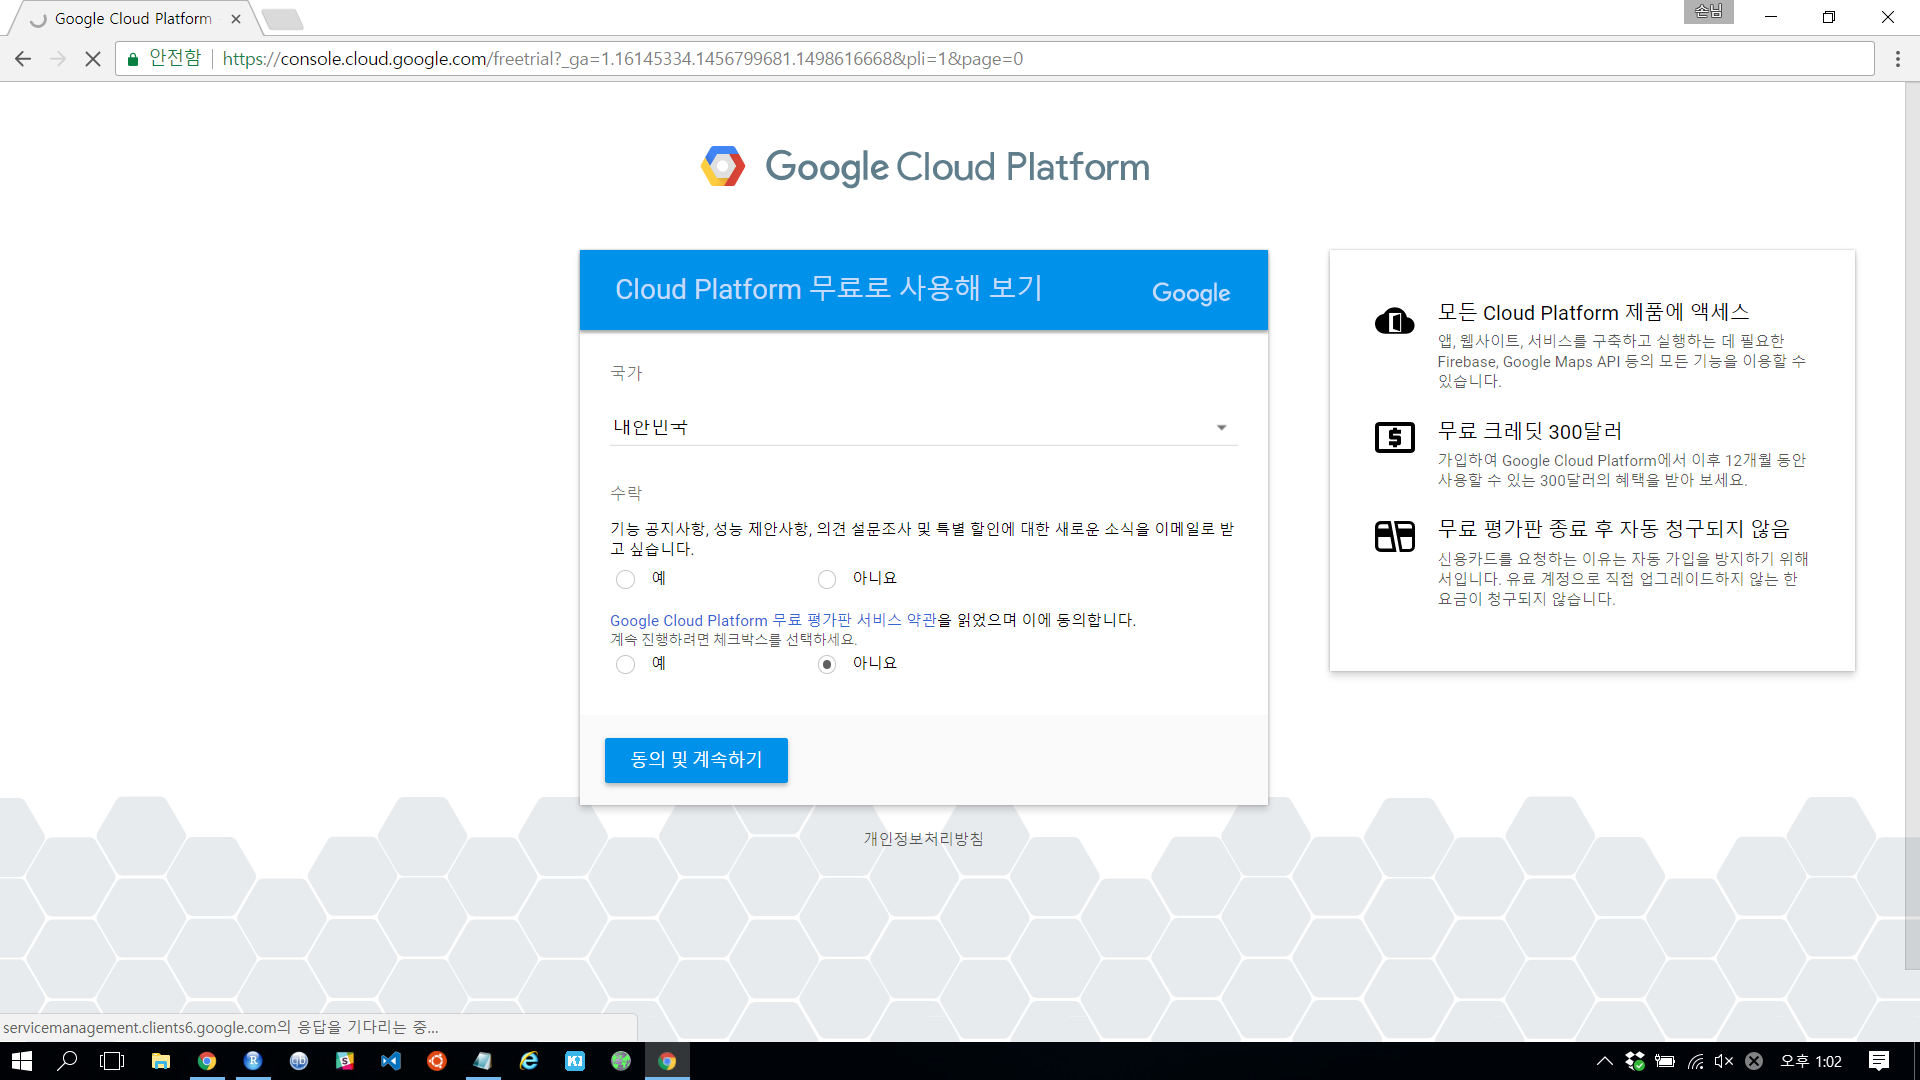 Google Cloud Platform
손님
안전함
https://console.cloud.google.com/freetrial?_ga=1.16145334.1456799681.1498616668&pli=1&page=0
Google Cloud Platform
Cloud Platform 무료로 사용해 보기
Google
국가
대한민국
수락
기능 공지사항, 성능 제안사항, 의견 설문조사 및 특별 할인에 대한 새로운 소식을 이메일로 받
고 싶습니다.
예
아니요
Google Cloud Platform 무료 평가판 서비스 약관을 읽었으며 이에 동의합니다.
계속 진행하려면 체크박스를 선택하세요.
예
아니요
동의 및 계속하기
개인정보처리방침
모든 Cloud Platform 제품에 액세스
앱, 웹사이트, 서비스를 구축하고 실행하는 데 필요한
Firebase, Google Maps API 등의 모든 기능을 이용할 수
있습니다.
무료 크레딧 300달러
가입하여 Google Cloud Platform에서 이후 12개월 동안
사용할 수 있는 300달러의 혜택을 받아 보세요.
무료 평가판 종료 후 자동 청구되지 않음
신용카드를 요청하는 이유는 자동 가입을 방지하기 위해
서입니다. 유료 계정으로 직접 업그레이드하지 않는 한
요금이 청구되지 않습니다.
servicemanagement.clients6.google.com의 응답을 기다리는 중...
오후 1:02